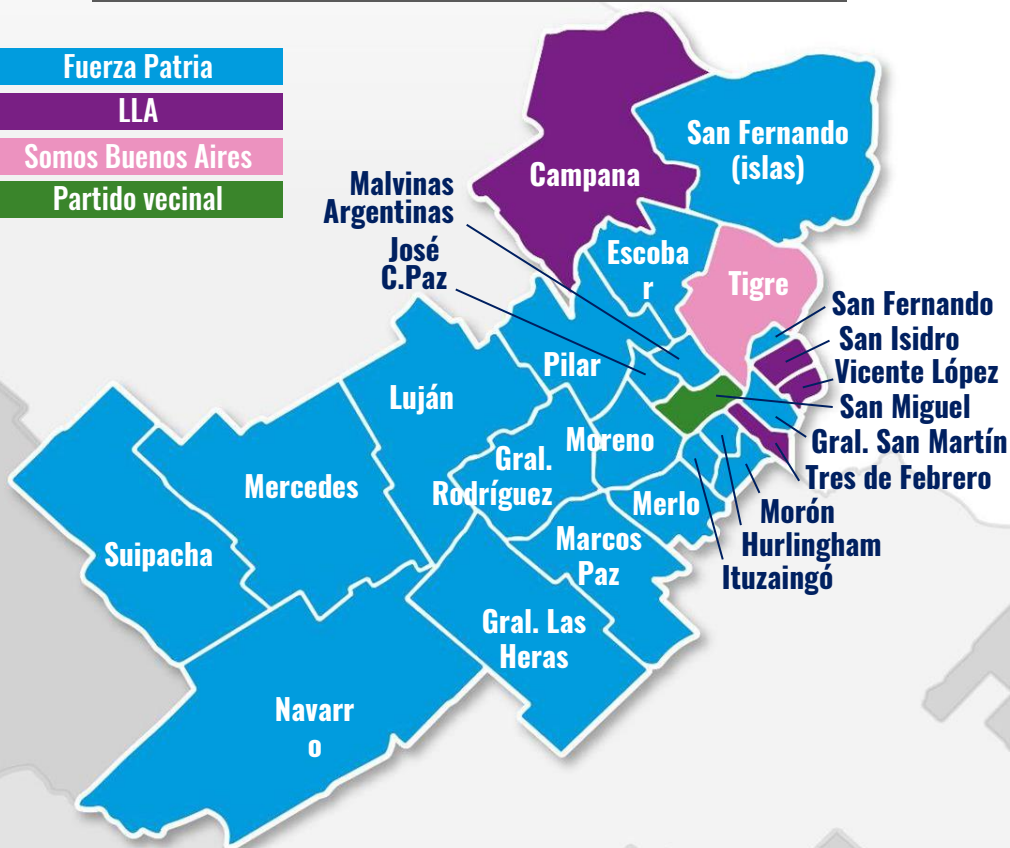 Fuerza Patria
LLA
Somos Buenos Aires
Partido vecinal
San Fernando
(islas)
Campana
Malvinas
Argentinas
José
C.Paz
Escoba
r
Tigre
San Fernando
San Isidro
Vicente López
San Miguel
Gral. San Martín
Tres de Febrero
Morón
Hurlingham
Ituzaingó
Pilar
Luján
Moreno
Gral.
Rodríguez
Mercedes
Merlo
Marcos
Paz
Suipacha
Gral. Las
Heras
Navarr
o